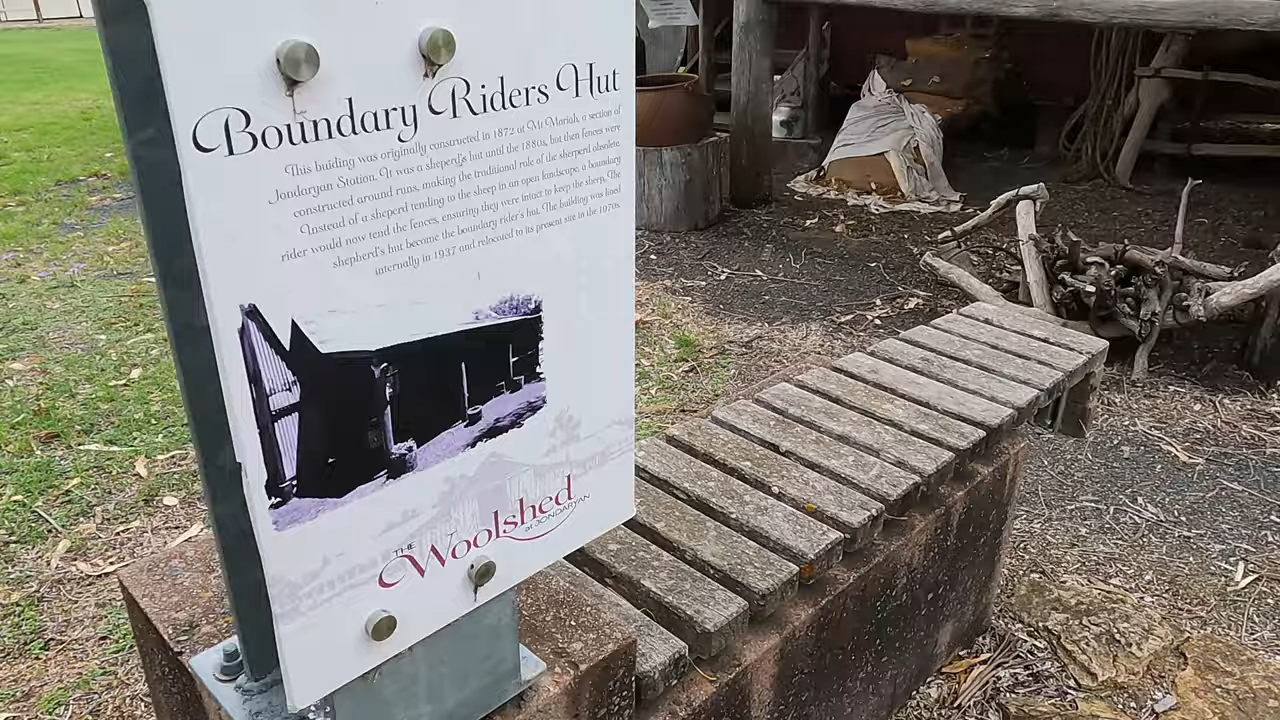 Boundary Riders Hut
This buiding was originally constructed in 1872 at Mt Moriah, a section of
Jondaryan Station. It was a sheperd's hut until the 1880s, but then fences were
constructed around runs, making the traditional role of the sheperd obsolete.
Instead of a sheperd tending to the sheep in an open landscape, a boundary
rider would now tend the fences, ensuring they were intact to keep the sheep. The
shepherd's hut become the boundary rider's hut. The building was lined
internally in 1937 and relocated to its present site in the 1970s.
THE
Woolshed
at JONDARYAN